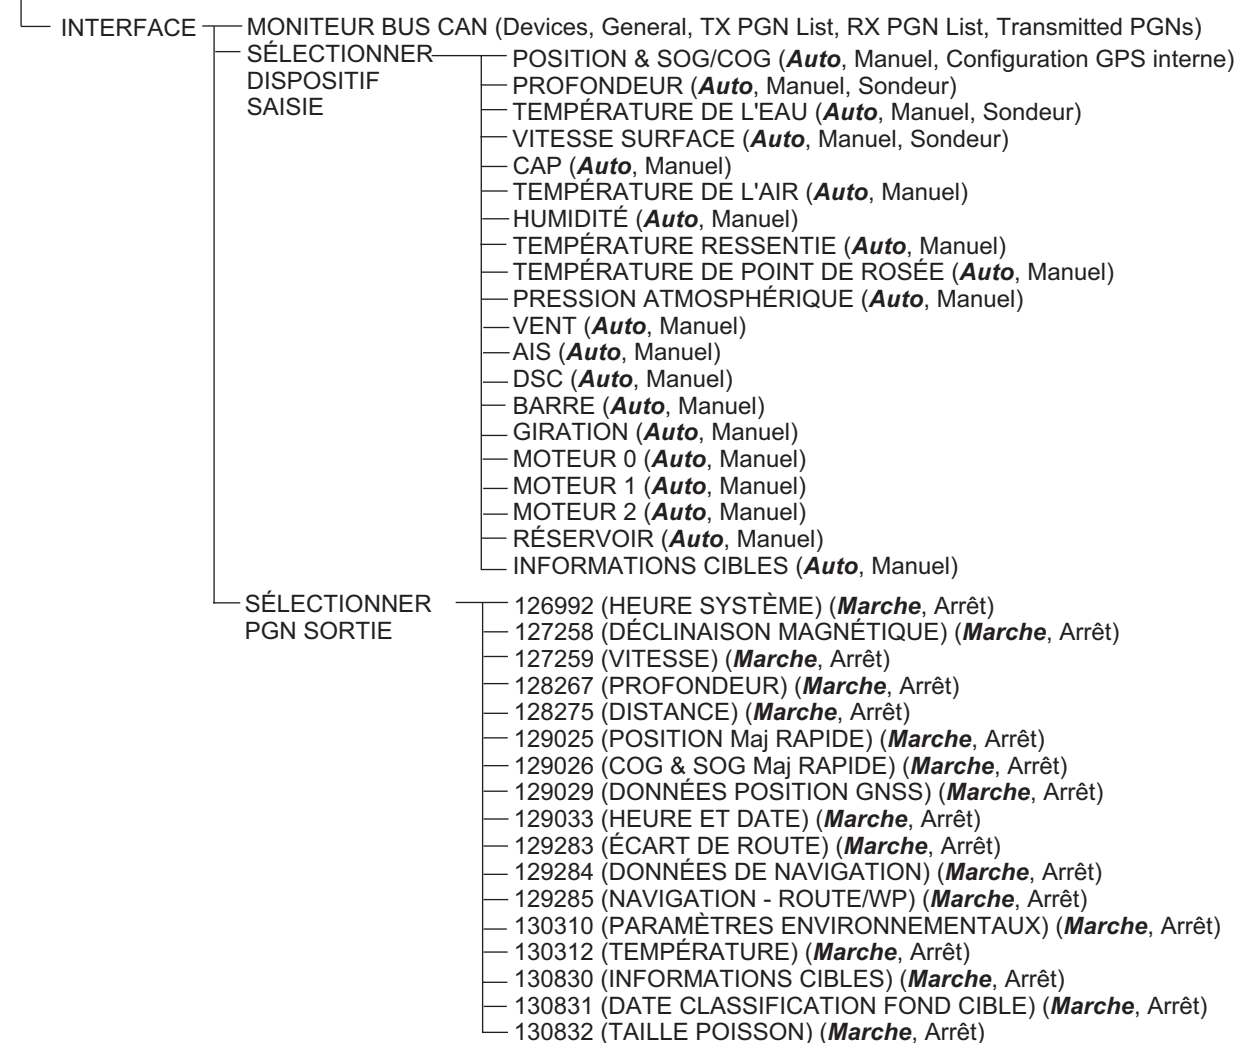 INTERFACE
MONITEUR BUS CAN (Devices, General, TX PGN List, RX PGN List, Transmitted PGNs)
SÉLECTIONNER
DISPOSITIF
SAISIE
POSITION & SOG/COG (Auto, Manuel, Configuration GPS interne)
PROFONDEUR (Auto, Manuel, Sondeur)
TEMPÉRATURE DE L'EAU (Auto, Manuel, Sondeur)
VITESSE SURFACE (Auto, Manuel, Sondeur)
CAP (Auto, Manuel)
TEMPÉRATURE DE L'AIR (Auto, Manuel)
HUMIDITÉ (Auto, Manuel)
TEMPÉRATURE RESSENTIE (Auto, Manuel)
TEMPÉRATURE DE POINT DE ROSÉE (Auto, Manuel)
PRESSION ATMOSPHÉRIQUE (Auto, Manuel)
VENT (Auto, Manuel)
AIS (Auto, Manuel)
DSC (Auto, Manuel)
BARRE (Auto, Manuel)
GIRATION (Auto, Manuel)
MOTEUR 0 (Auto, Manuel)
MOTEUR 1 (Auto, Manuel)
MOTEUR 2 (Auto, Manuel)
RÉSERVOIR (Auto, Manuel)
INFORMATIONS CIBLES (Auto, Manuel)
SÉLECTIONNER
PGN SORTIE
126992 (HEURE SYSTÈME) (Marche, Arrêt)
127258 (DÉCLINAISON MAGNÉTIQUE) (Marche, Arrêt)
127259 (VITESSE) (Marche, Arrêt)
128267 (PROFONDEUR) (Marche, Arrêt)
128275 (DISTANCE) (Marche, Arrêt)
129025 (POSITION Maj RAPIDE) (Marche, Arrêt)
129026 (COG & SOG Maj RAPIDE) (Marche, Arrêt)
129029 (DONNÉES POSITION GNSS) (Marche, Arrêt)
129033 (HEURE ET DATE) (Marche, Arrêt)
129283 (ÉCART DE ROUTE) (Marche, Arrêt)
129284 (DONNÉES DE NAVIGATION) (Marche, Arrêt)
129285 (NAVIGATION - ROUTE/WP) (Marche, Arrêt)
130310 (PARAMÈTRES ENVIRONNEMENTAUX) (Marche, Arrêt)
130312 (TEMPÉRATURE) (Marche, Arrêt)
130830 (INFORMATIONS CIBLES) (Marche, Arrêt)
130831 (DATE CLASSIFICATION FOND CIBLE) (Marche, Arrêt)
130832 (TAILLE POISSON) (Marche, Arrêt)